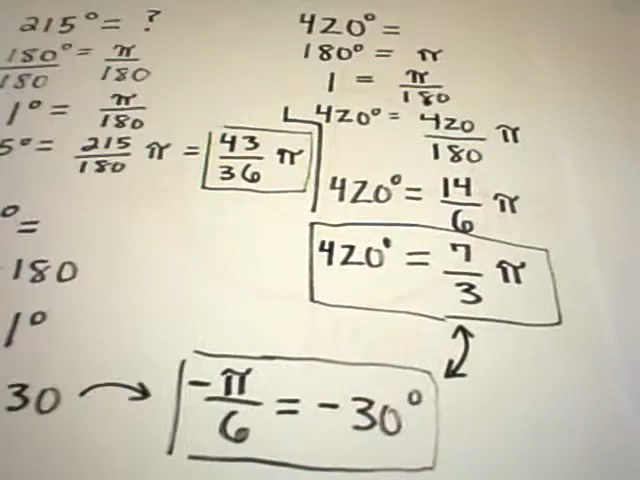 215° = ?
180°/180 = π/180
1° = π/180
5° = 215/180 π = 43/36 π
° =
180
1°
30
420° =
180° = π
1 = π/180
420° = 420/180 π
420° = 14/6 π
420° = 7/3 π
-π/6 = -30°